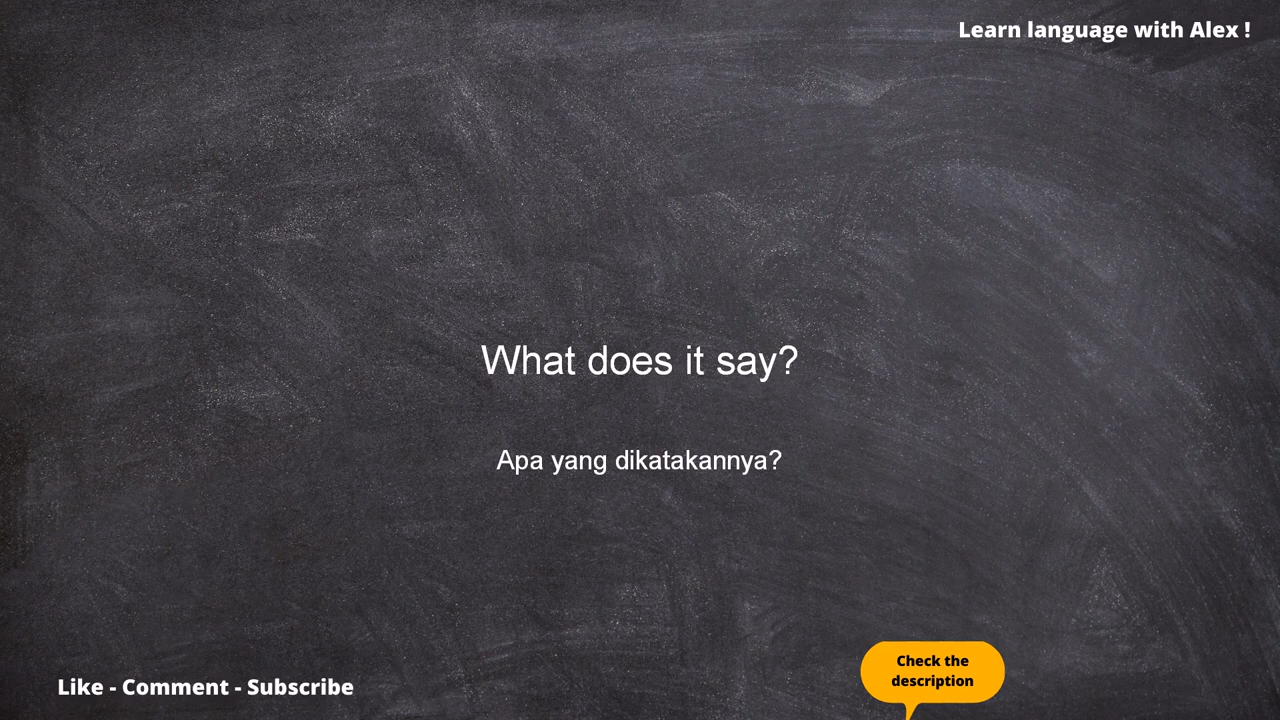 Learn language with Alex !
What does it say?
Apa yang dikatakannya?
Check the
description
Like - Comment - Subscribe